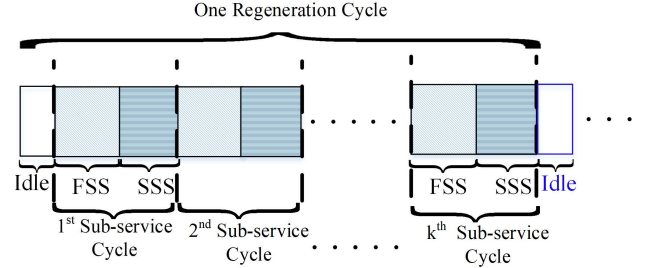 One Regeneration Cycle
Idle FSS SSS FSS SSS Idle
1st Sub-service Cycle
2nd Sub-service Cycle
kth Sub-service Cycle